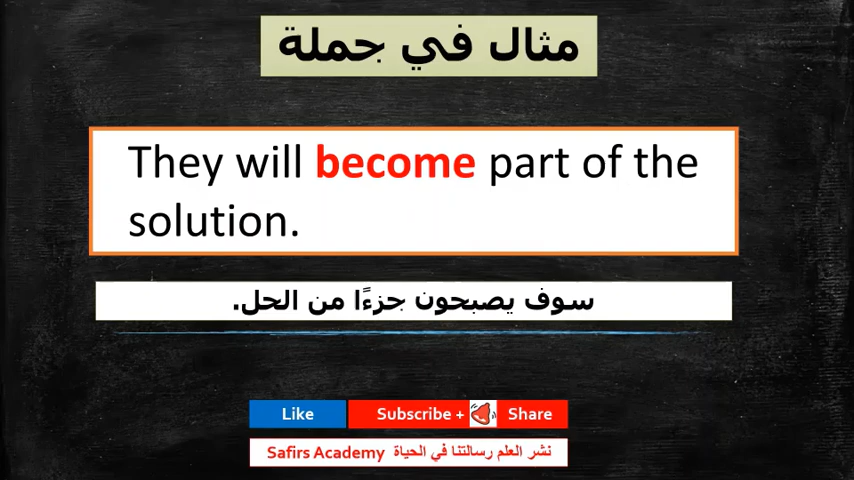 مثال في جملة
They will become part of the
solution.
سوف يصبحون جزءًا من الحل.
Like Subscribe + Share
Safirs Academy نشر العلم رسالتنا في الحياة